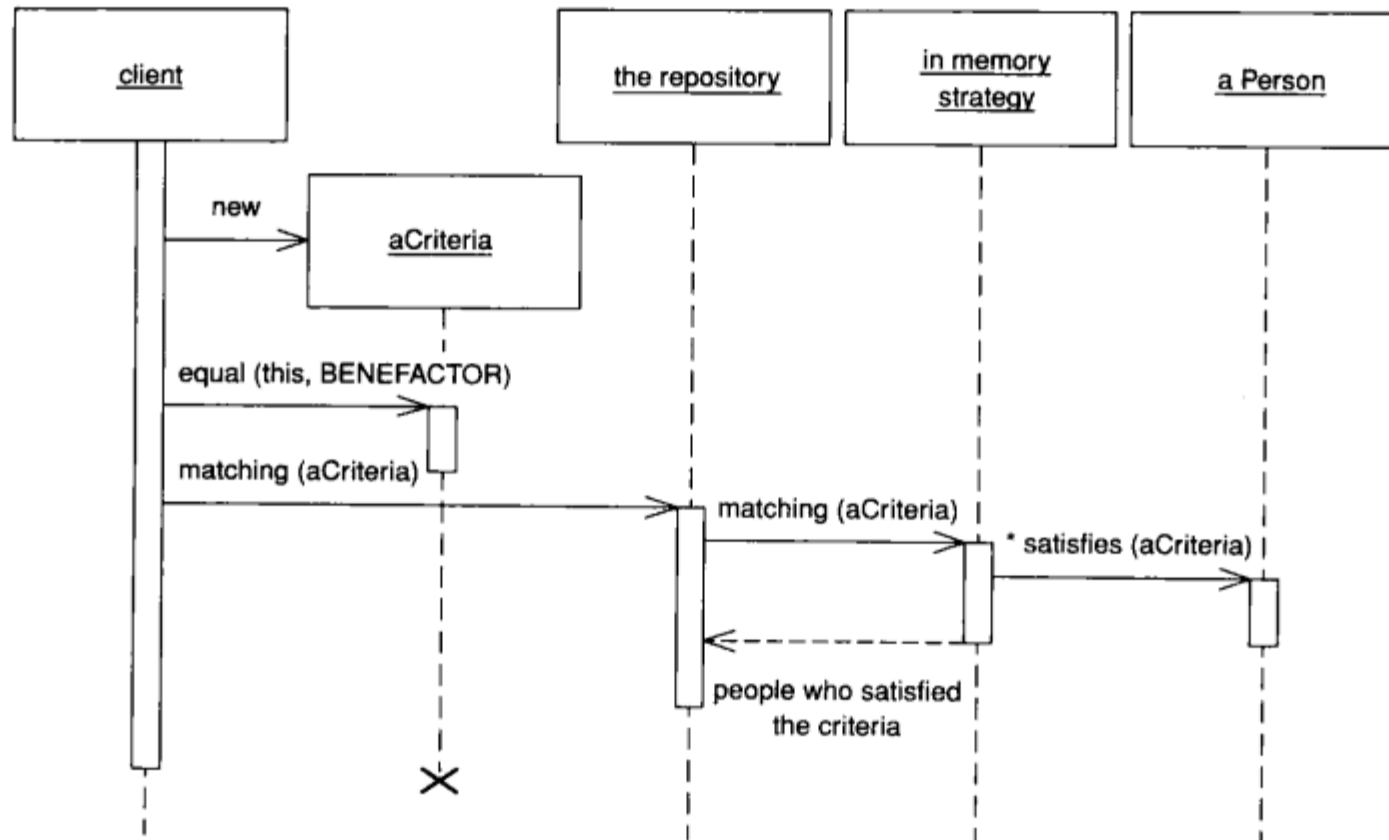 client
the repository
in memory
strategy
a Person
new
aCriteria
equal (this, BENEFACTOR)
matching (aCriteria)
matching (aCriteria)
* satisfies (aCriteria)
people who satisfied
the criteria